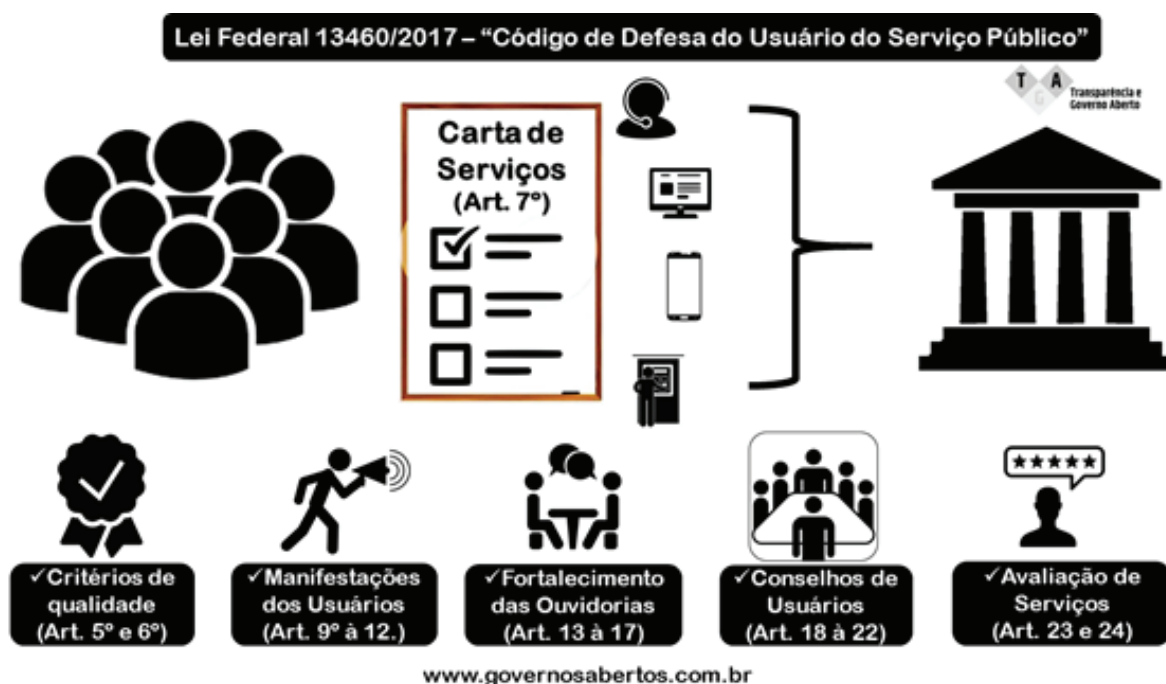 Lei Federal 13460/2017 – “Código de Defesa do Usuário do Serviço Público”
T G A
Transparência e
Governo Aberto
Carta de
Serviços
(Art. 7º)
✓Critérios de
qualidade
(Art. 5º e 6º)
✓Manifestações
dos Usuários
(Art. 9º à 12.)
✓Fortalecimento
das Ouvidorias
(Art. 13 à 17)
✓Conselhos de
Usuários
(Art. 18 à 22)
✓Avaliação de
Serviços
(Art. 23 e 24)
www.governosabertos.com.br